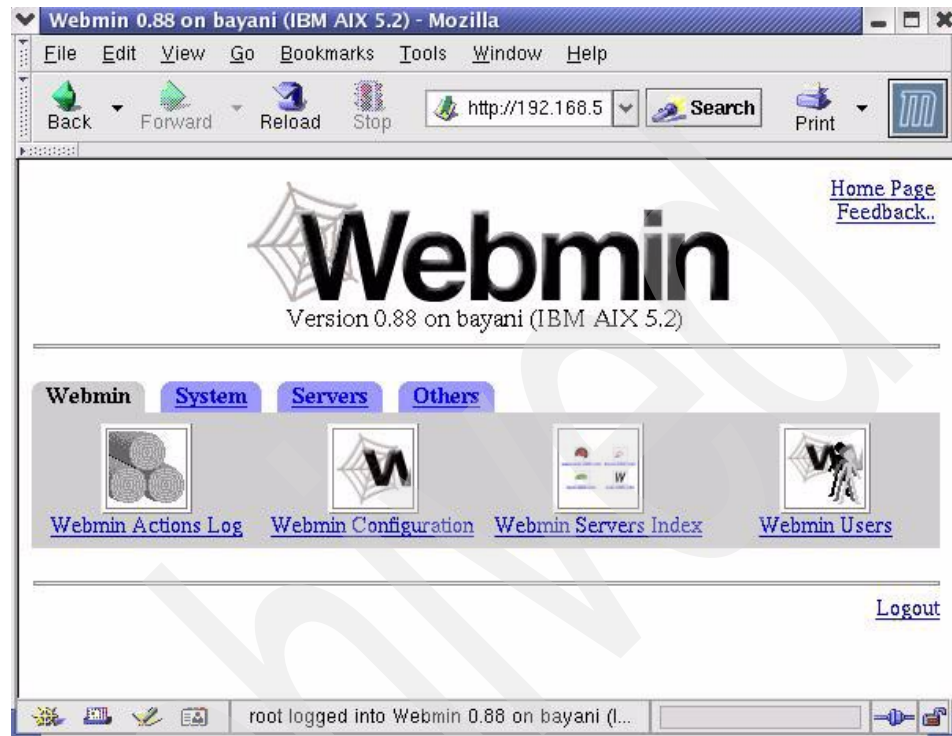 Webmin 0.88 on bayani (IBM AIX 5.2) - Mozilla
File Edit View Go Bookmarks Tools Window Help
Back Forward Reload Stop http://192.168.5 Search Print
Home Page
Feedback..
Webmin
Version 0.88 on bayani (IBM AIX 5.2)
Webmin System Servers Others
Webmin Actions Log Webmin Configuration Webmin Servers Index Webmin Users
Logout
root logged into Webmin 0.88 on bayani (I...